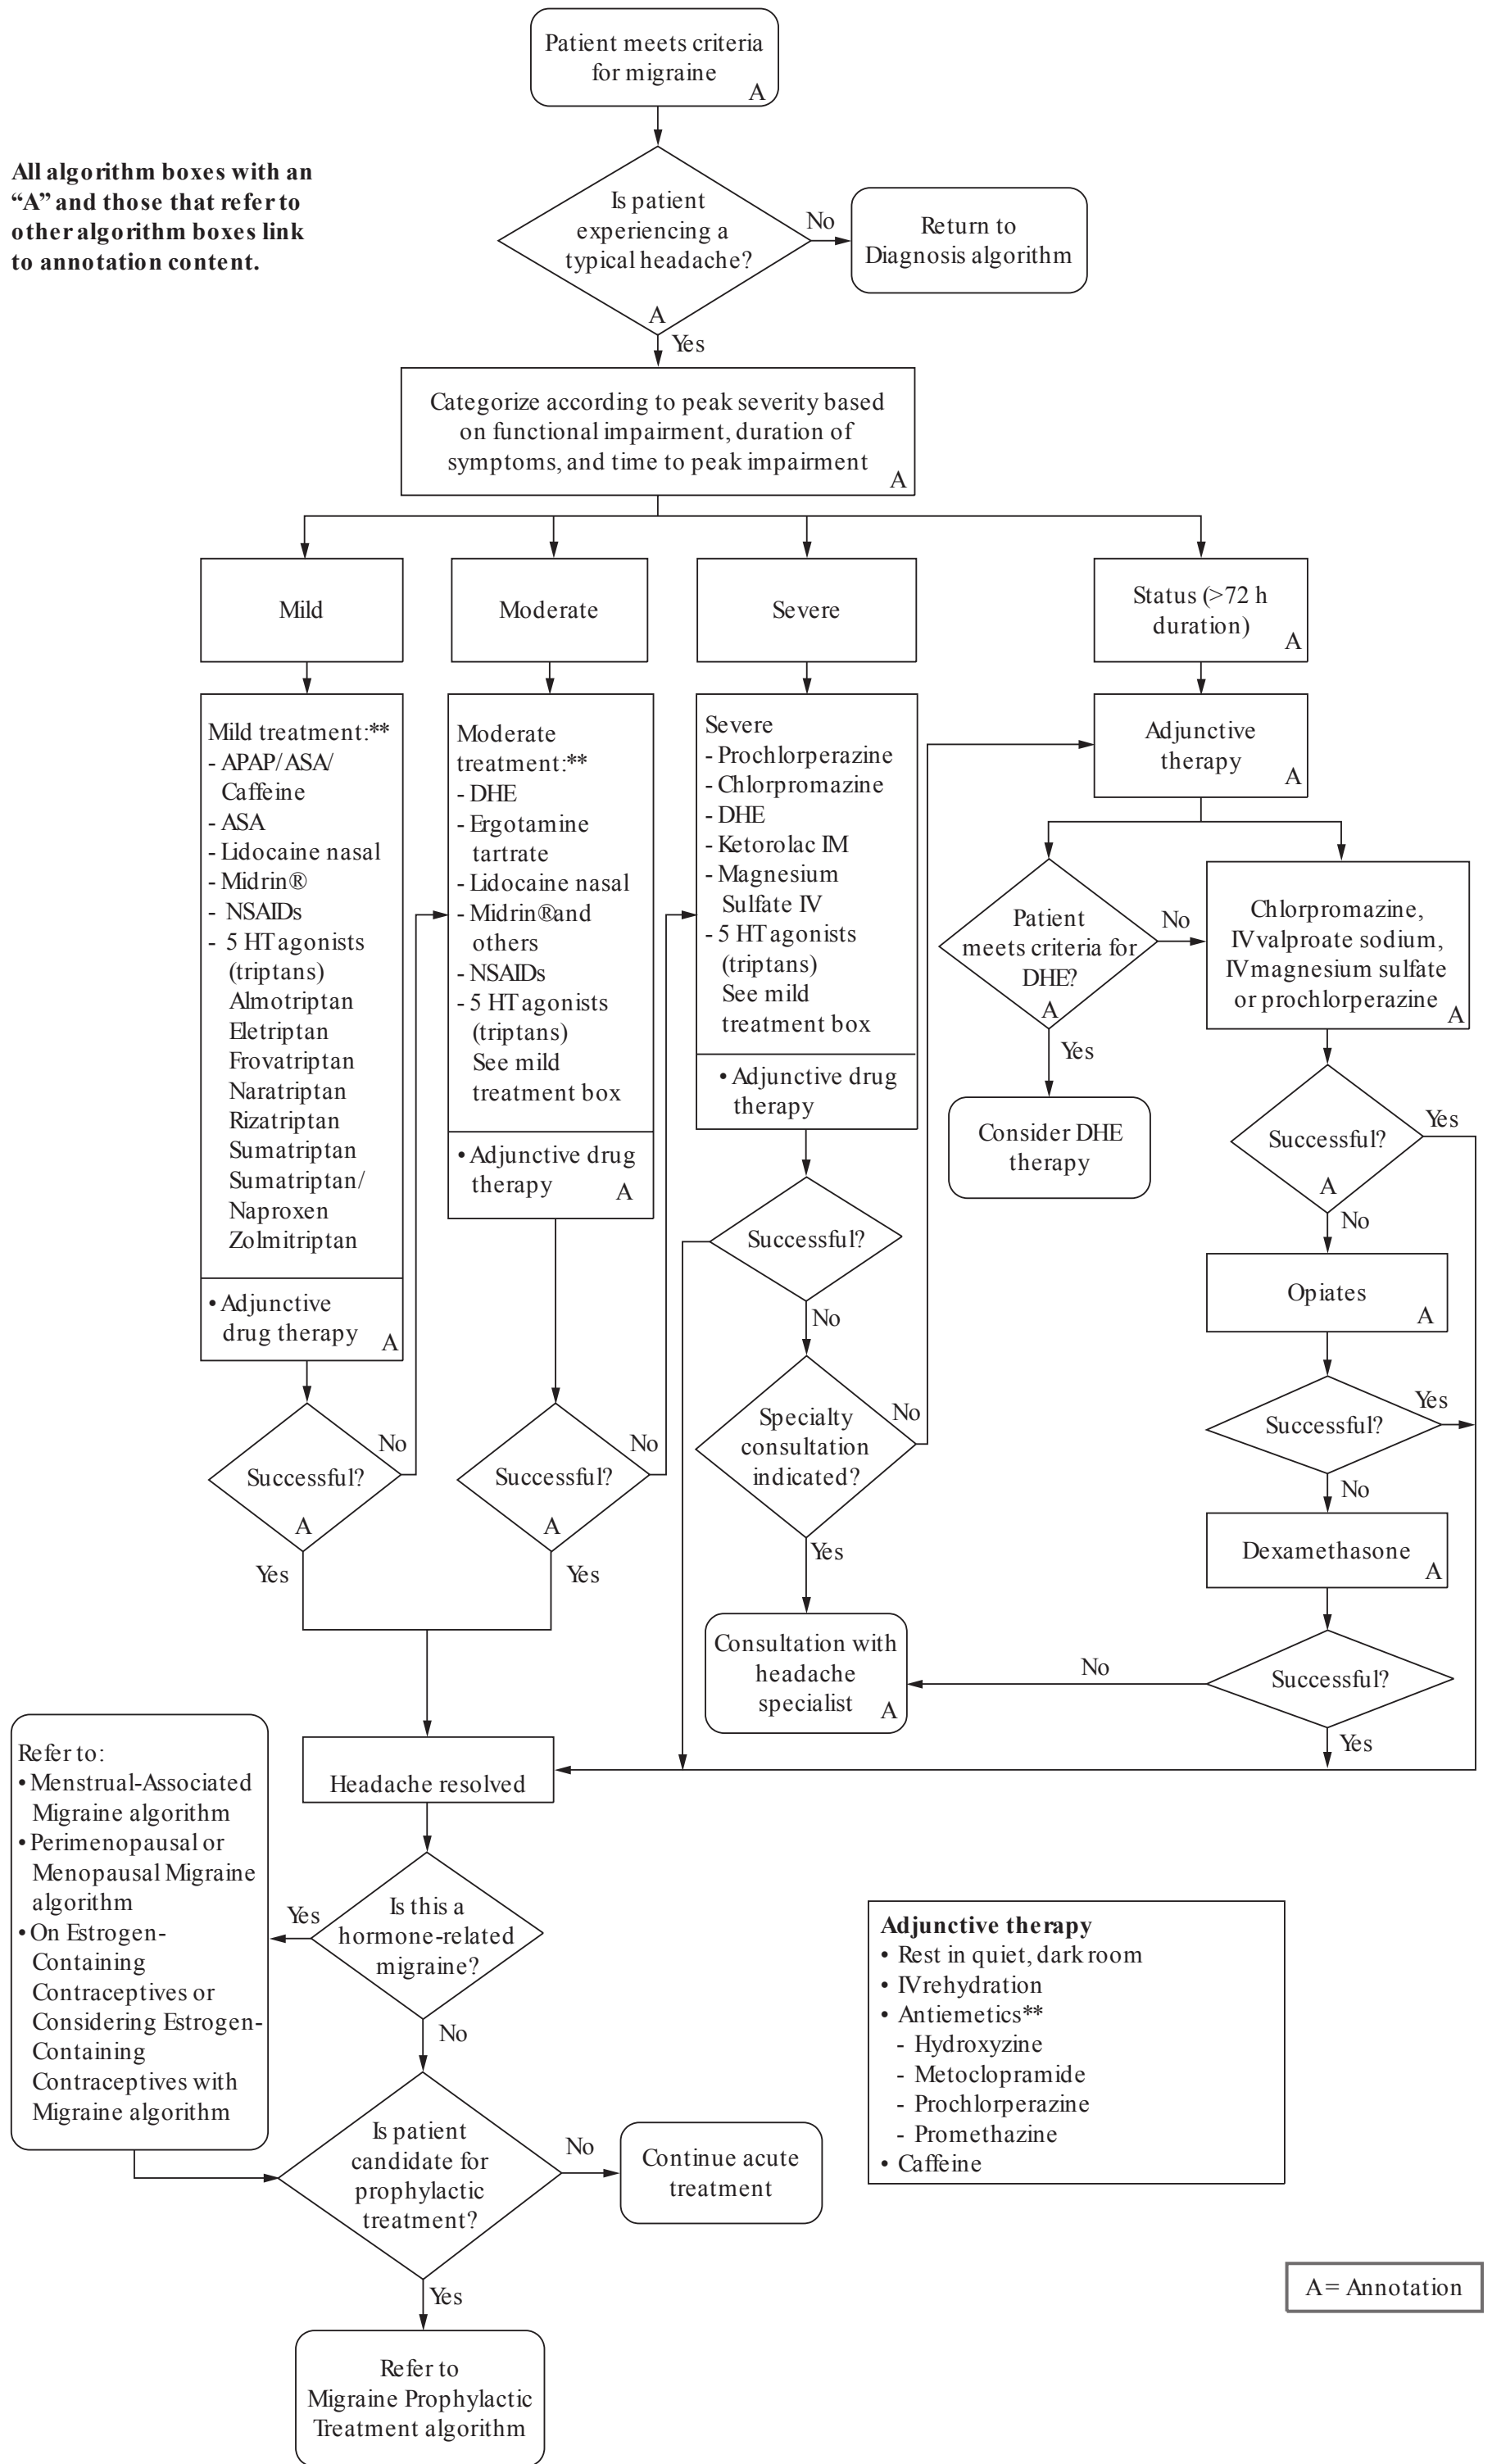 Patient meets criteria
for migraine
A
All algorithm boxes with an
“A” and those that refer to
other algorithm boxes link
to annotation content.
Is patient
experiencing a
typical headache?
A
No
Return to
Diagnosis algorithm
Yes
Categorize according to peak severity based
on functional impairment, duration of
symptoms, and time to peak impairment
A
Mild
Moderate
Severe
Status (>72 h
duration)
A
Mild treatment:**
- APAP/ASA/
Caffeine
- ASA
- Lidocaine nasal
- Midrin®
- NSAIDs
- 5 HT agonists
(triptans)
Almotriptan
Eletriptan
Frovatriptan
Naratriptan
Rizatriptan
Sumatriptan
Sumatriptan/
Naproxen
Zolmitriptan
• Adjunctive
drug therapy
A
Moderate
treatment:**
- DHE
- Ergotamine
tartrate
- Lidocaine nasal
- Midrin® and
others
- NSAIDs
- 5 HT agonists
(triptans)
See mild
treatment box
• Adjunctive drug
therapy
A
Severe
- Prochlorperazine
- Chlorpromazine
- DHE
- Ketorolac IM
- Magnesium
Sulfate IV
- 5 HT agonists
(triptans)
See mild
treatment box
• Adjunctive drug
therapy
Adjunctive
therapy
A
Patient
meets criteria for
DHE?
A
No
Yes
Consider DHE
therapy
Chlorpromazine,
IV valproate sodium,
IV magnesium sulfate
or prochlorperazine
A
Successful?
A
Yes
No
Opiates
A
Successful?
Yes
No
Dexamethasone
A
Successful?
No
Yes
Successful?
No
Specialty
consultation
indicated?
No
Yes
Consultation with
headache
specialist
A
Successful?
A
No
Yes
Successful?
A
No
Yes
Headache resolved
Refer to:
• Menstrual-Associated
Migraine algorithm
• Perimenopausal or
Menopausal Migraine
algorithm
• On Estrogen-
Containing
Contraceptives or
Considering Estrogen-
Containing
Contraceptives with
Migraine algorithm
Is this a
hormone-related
migraine?
Yes
No
Is patient
candidate for
prophylactic
treatment?
No
Continue acute
treatment
Yes
Refer to
Migraine Prophylactic
Treatment algorithm
Adjunctive therapy
• Rest in quiet, dark room
• IV rehydration
• Antiemetics**
- Hydroxyzine
- Metoclopramide
- Prochlorperazine
- Promethazine
• Caffeine
A = Annotation